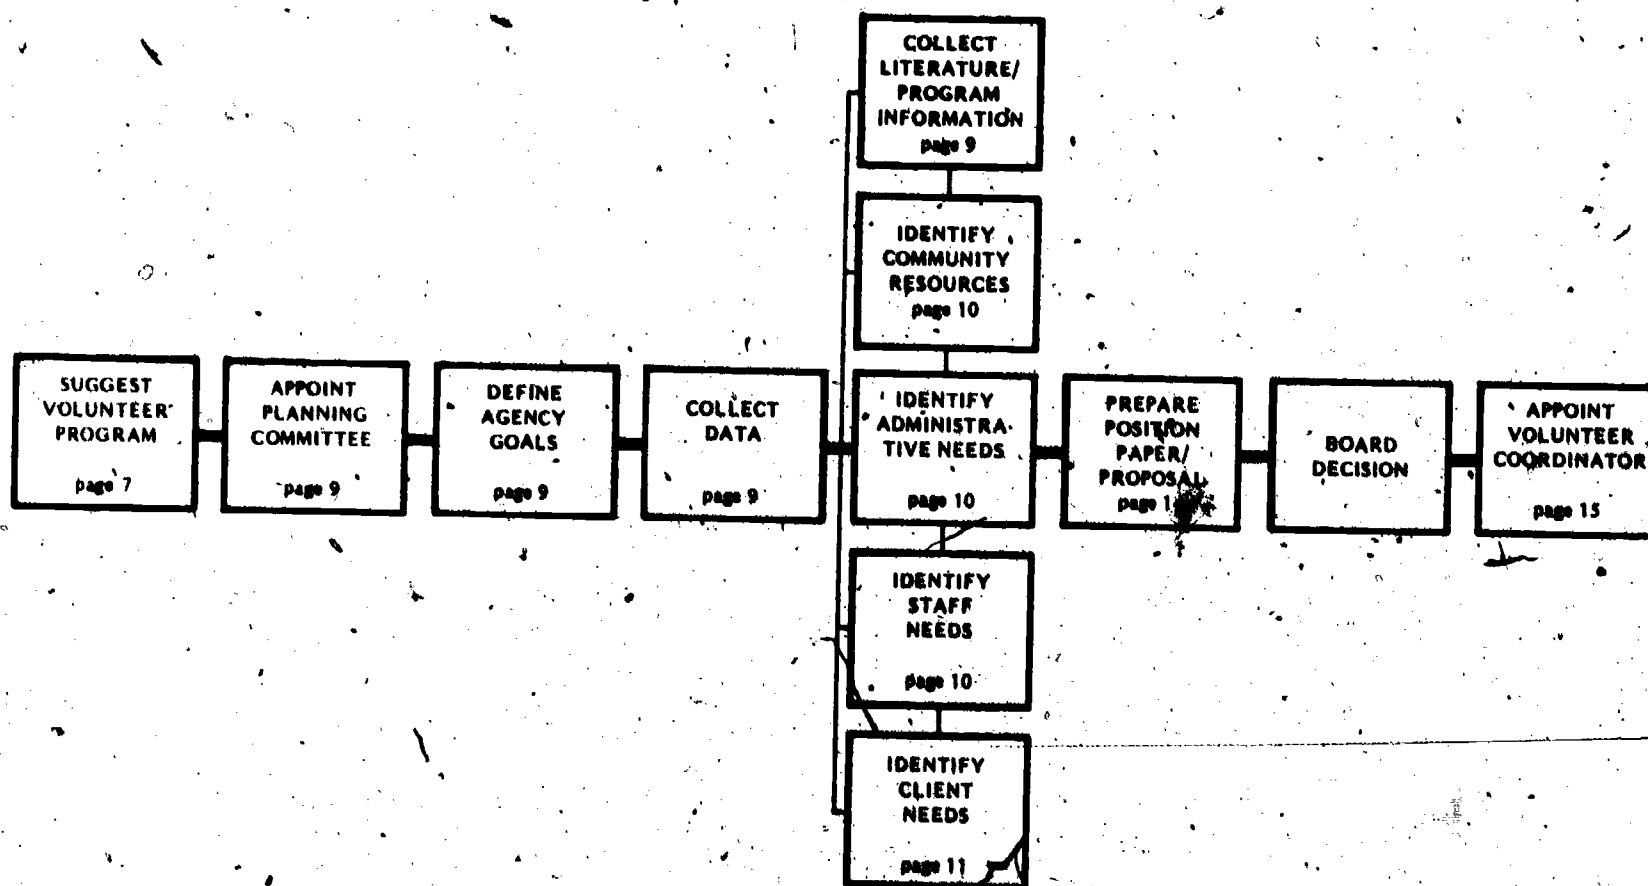 COLLECT
LITERATURE/
PROGRAM
INFORMATION
page 9
IDENTIFY
COMMUNITY
RESOURCES
page 10
SUGGEST
VOLUNTEER
PROGRAM
page 7
APPOINT
PLANNING
COMMITTEE
page 9
DEFINE
AGENCY
GOALS
page 9
COLLECT
DATA
page 9
IDENTIFY
ADMINISTRA-
TIVE NEEDS
page 10
PREPARE
POSITION
PAPER/
PROPOSAL
page
BOARD
DECISION
APPOINT
VOLUNTEER
COORDINATOR
page 15
IDENTIFY
STAFF
NEEDS
page 10
IDENTIFY
CLIENT
NEEDS
page 11